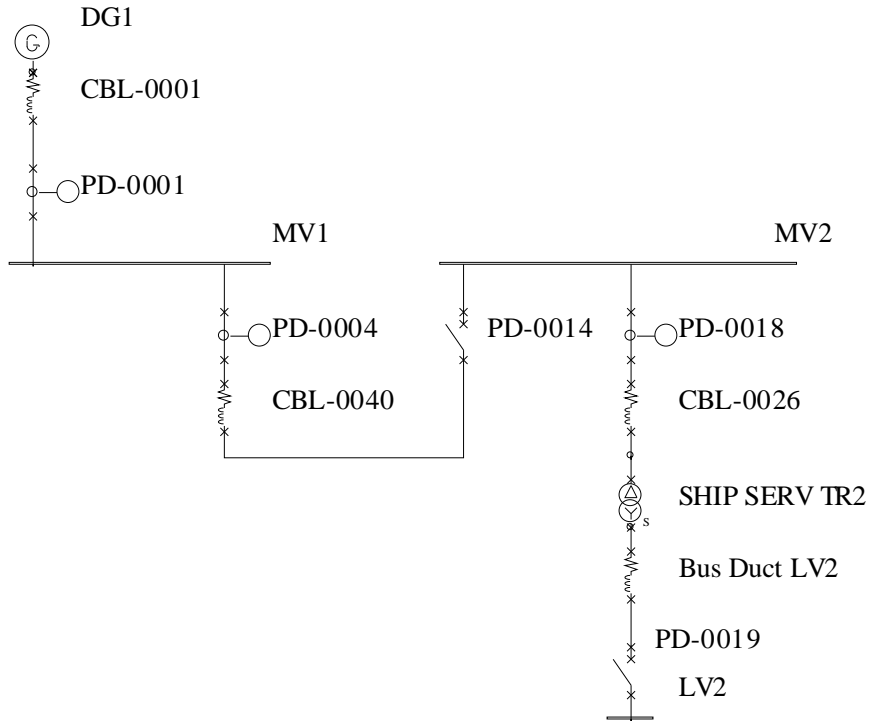 DG1
G
CBL-0001
PD-0001
MV1
MV2
PD-0004
PD-0014
PD-0018
CBL-0040
CBL-0026
SHIP SERV TR2
s
Bus Duct LV2
PD-0019
LV2